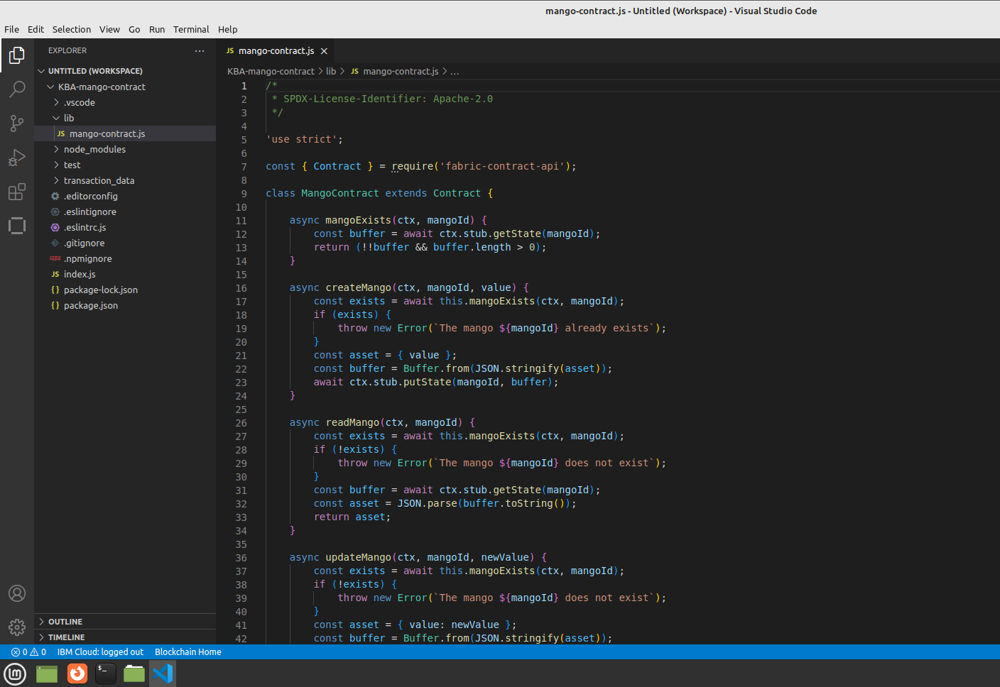 mango-contract.js - Untitled (Workspace) - Visual Studio Code
File Edit Selection View Go Run Terminal Help
EXPLORER ...
UNTITLED (WORKSPACE)
KBA-mango-contract
.vscode
lib
JS mango-contract.js
node_modules
test
transaction_data
.editorconfig
.eslintignore
.eslintrc.js
.gitignore
.npmignore
JS index.js
{} package-lock.json
{} package.json
OUTLINE
TIMELINE
JS mango-contract.js ×
KBA-mango-contract > lib > JS mango-contract.js > ...
1 /*
2  * SPDX-License-Identifier: Apache-2.0
3  */
4
5 'use strict';
6
7 const { Contract } = require('fabric-contract-api');
8
9 class MangoContract extends Contract {
10
11     async mangoExists(ctx, mangoId) {
12         const buffer = await ctx.stub.getState(mangoId);
13         return (!!buffer && buffer.length > 0);
14     }
15
16     async createMango(ctx, mangoId, value) {
17         const exists = await this.mangoExists(ctx, mangoId);
18         if (exists) {
19             throw new Error(`The mango ${mangoId} already exists`);
20         }
21         const asset = { value };
22         const buffer = Buffer.from(JSON.stringify(asset));
23         await ctx.stub.putState(mangoId, buffer);
24     }
25
26     async readMango(ctx, mangoId) {
27         const exists = await this.mangoExists(ctx, mangoId);
28         if (!exists) {
29             throw new Error(`The mango ${mangoId} does not exist`);
30         }
31         const buffer = await ctx.stub.getState(mangoId);
32         const asset = JSON.parse(buffer.toString());
33         return asset;
34     }
35
36     async updateMango(ctx, mangoId, newValue) {
37         const exists = await this.mangoExists(ctx, mangoId);
38         if (!exists) {
39             throw new Error(`The mango ${mangoId} does not exist`);
40         }
41         const asset = { value: newValue };
42         const buffer = Buffer.from(JSON.stringify(asset));
0 0 IBM Cloud: logged out Blockchain Home